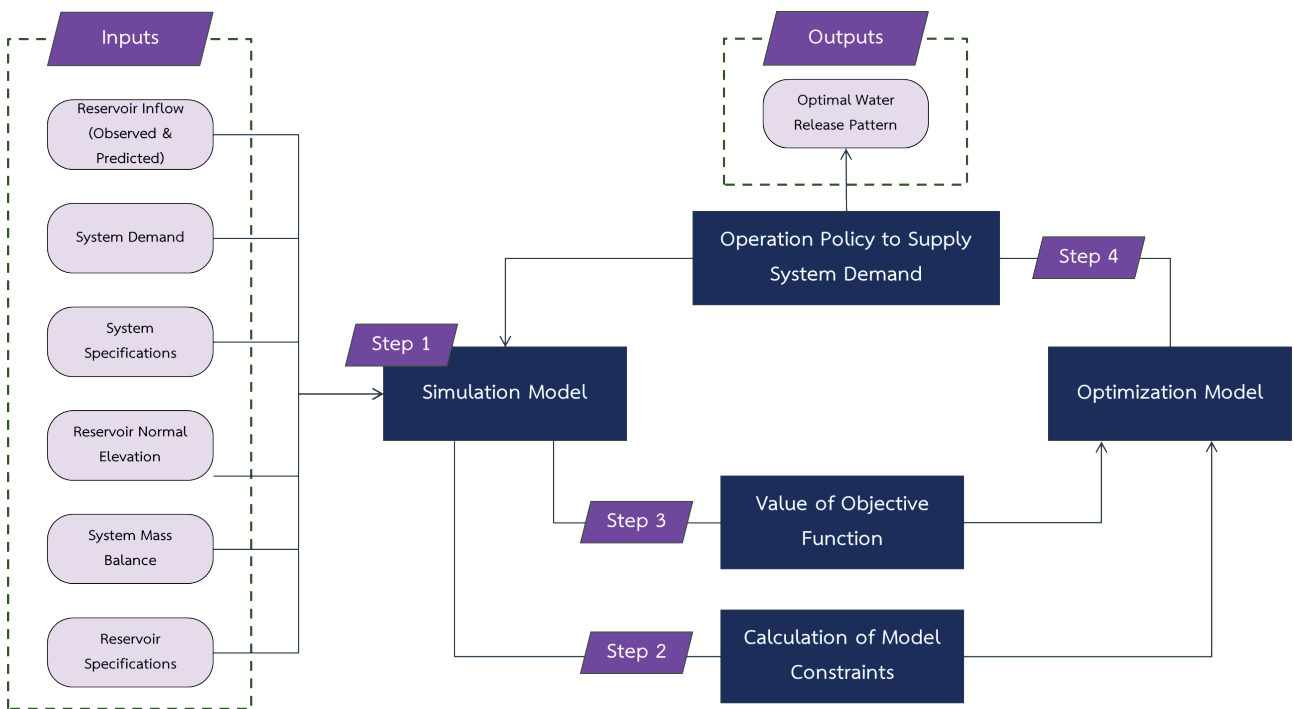 Inputs
Reservoir Inflow
(Observed &
Predicted)
System Demand
System
Specifications
Reservoir Normal
Elevation
System Mass
Balance
Reservoir
Specifications
Outputs
Optimal Water
Release Pattern
Operation Policy to Supply
System Demand
Step 4
Step 1
Simulation Model
Optimization Model
Step 3
Value of Objective
Function
Step 2
Calculation of Model
Constraints